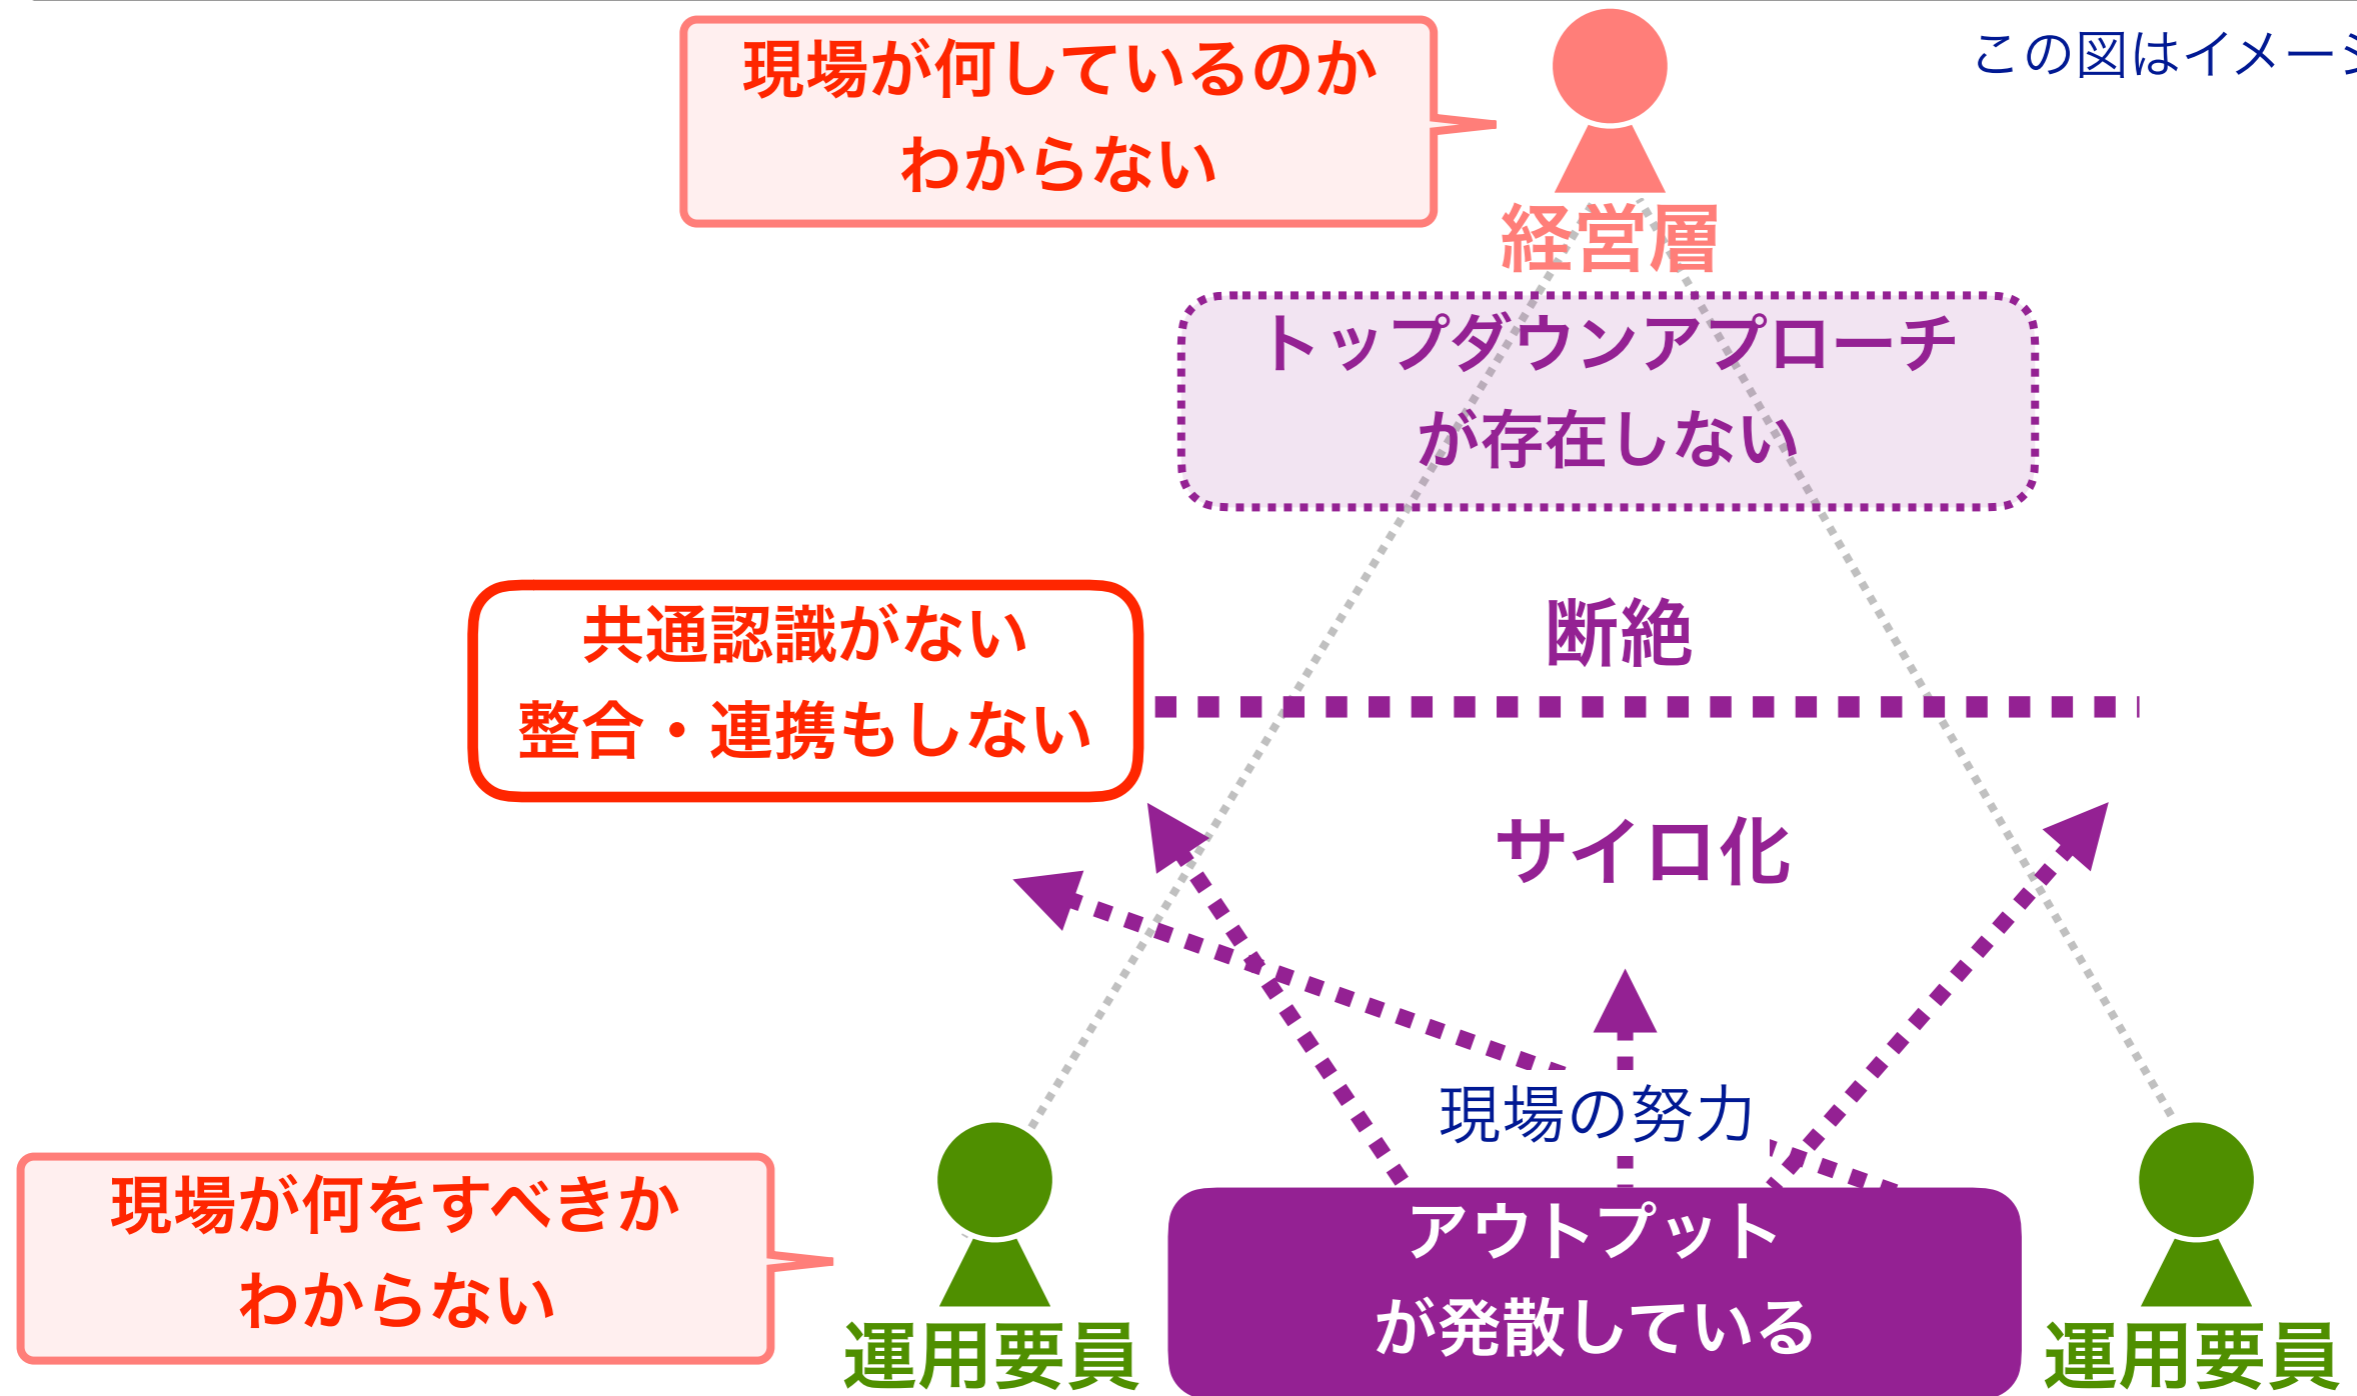 現場が何しているのか
わからない
この図はイメージ
経営層
トップダウンアプローチ
が存在しない
断絶
共通認識がない
整合・連携もしない
サイロ化
現場の努力
現場が何をすべきか
わからない
アウトプット
が発散している
運用要員
運用要員